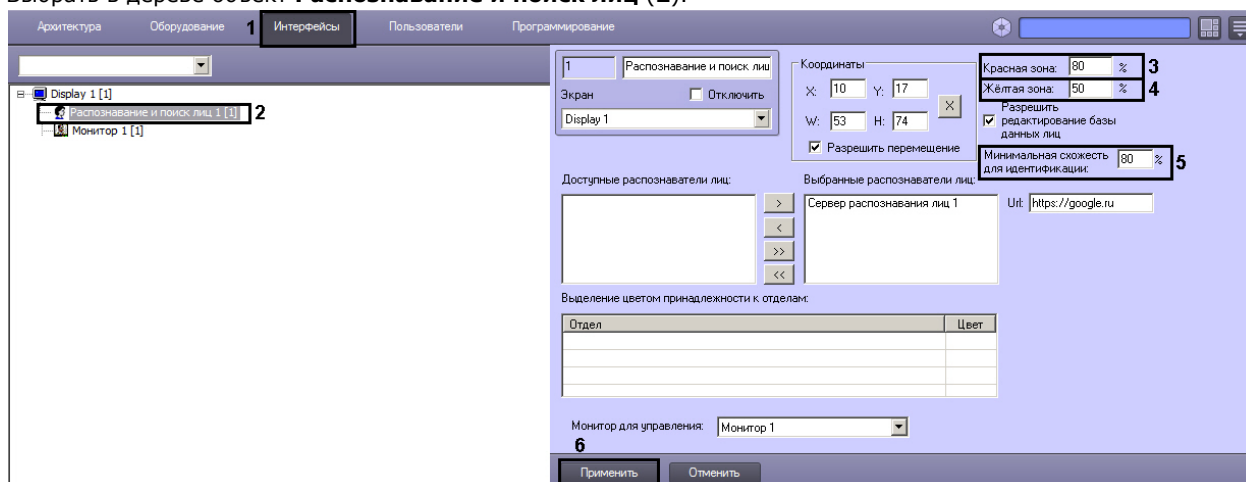 Выбрать в дереве объект Распознавание и поиск лиц (2).
Архитектура Оборудование 1 Интерфейсы Пользователи Программирование
1 Распознавание и поиск лиц
Экран Отключить
Display 1
Координаты
X: 10 Y: 17 X
W: 53 H: 74
Разрешить перемещение
Красная зона: 80 % 3
Жёлтая зона: 50 % 4
Разрешить
редактирование базы
данных лиц
Минимальная схожесть
для идентификации: 80 % 5
Display 1 [1]
Распознавание и поиск лиц 1 [1] 2
Монитор 1 [1]
Доступные распознаватели лиц: Выбранные распознаватели лиц:
> Сервер распознавания лиц 1 Url: https://google.ru
<
>>
<<
Выделение цветом принадлежности к отделам:
Отдел Цвет
Монитор для управления: Монитор 1
6
Применить Отменить